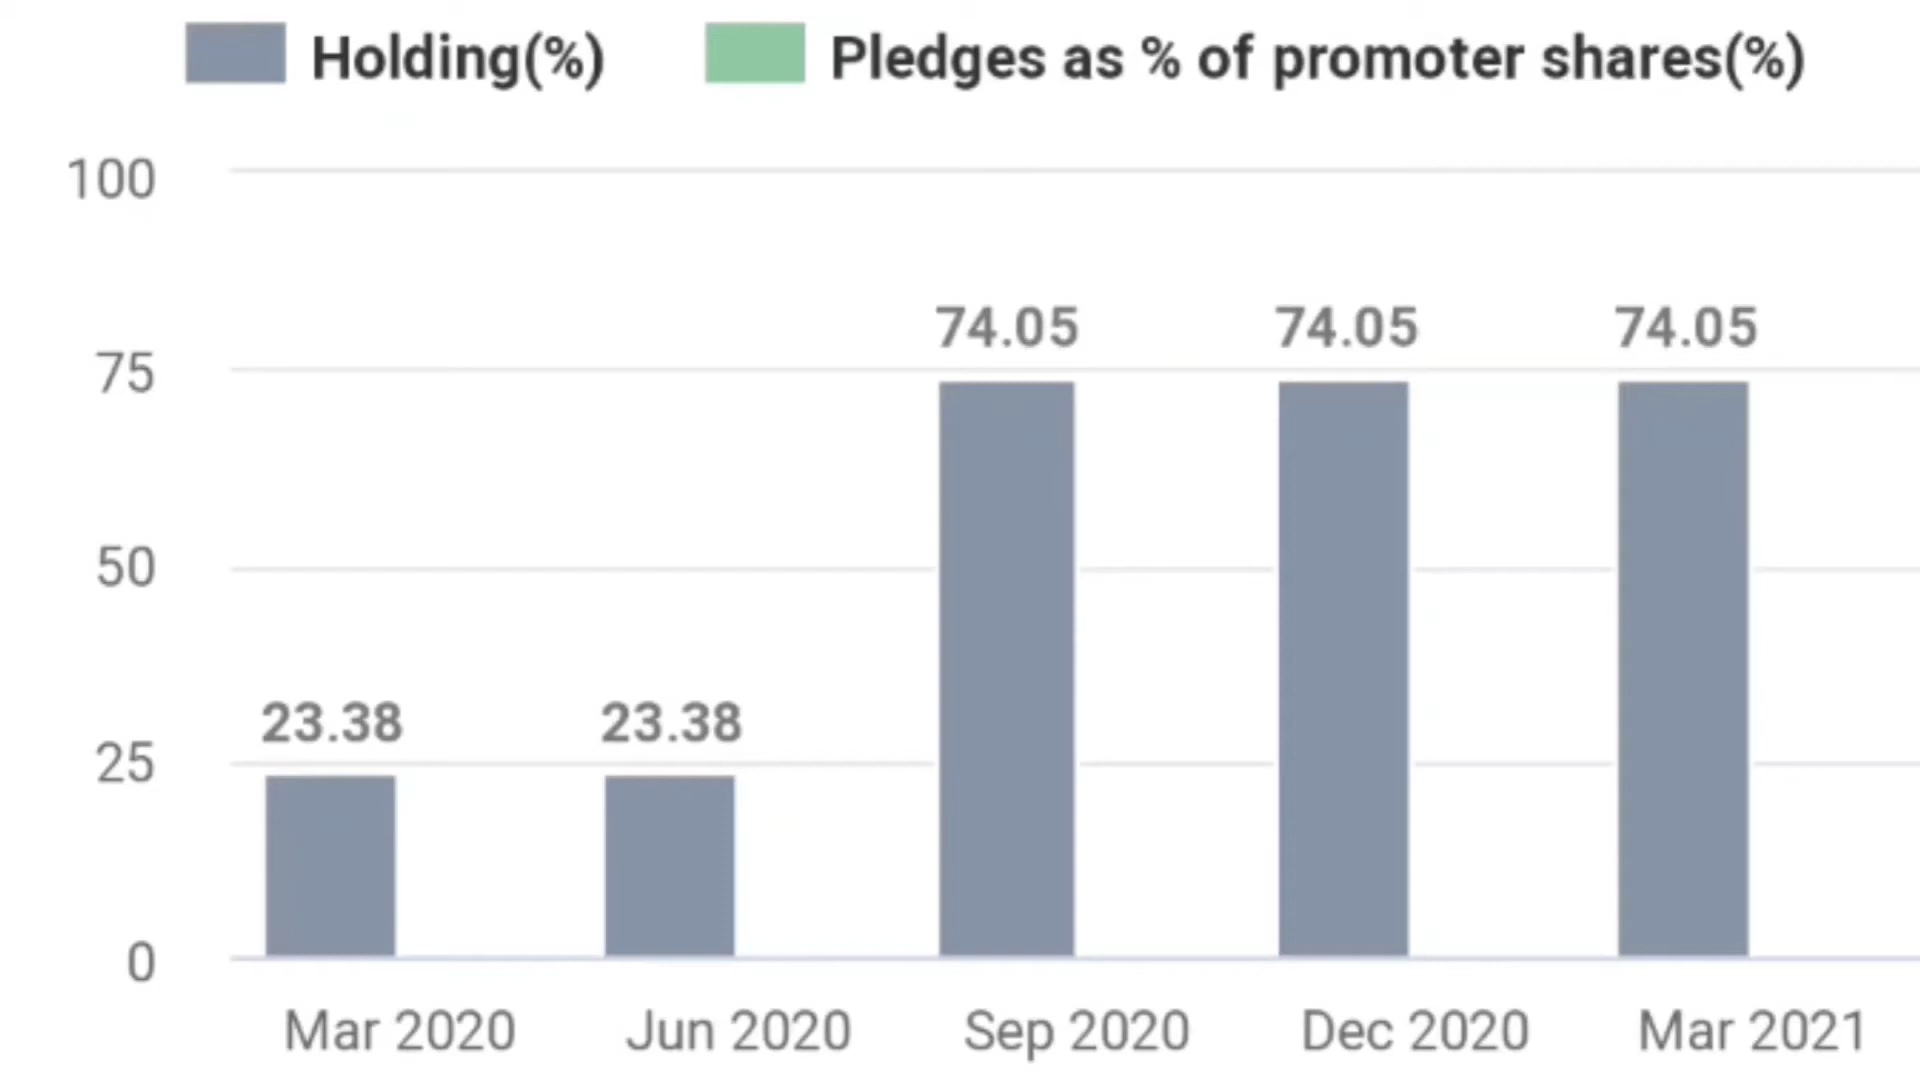 Holding(%) Pledges as % of promoter shares(%)
100
74.05 74.05 74.05
75
50
23.38 23.38
25
0
Mar 2020 Jun 2020 Sep 2020 Dec 2020 Mar 2021